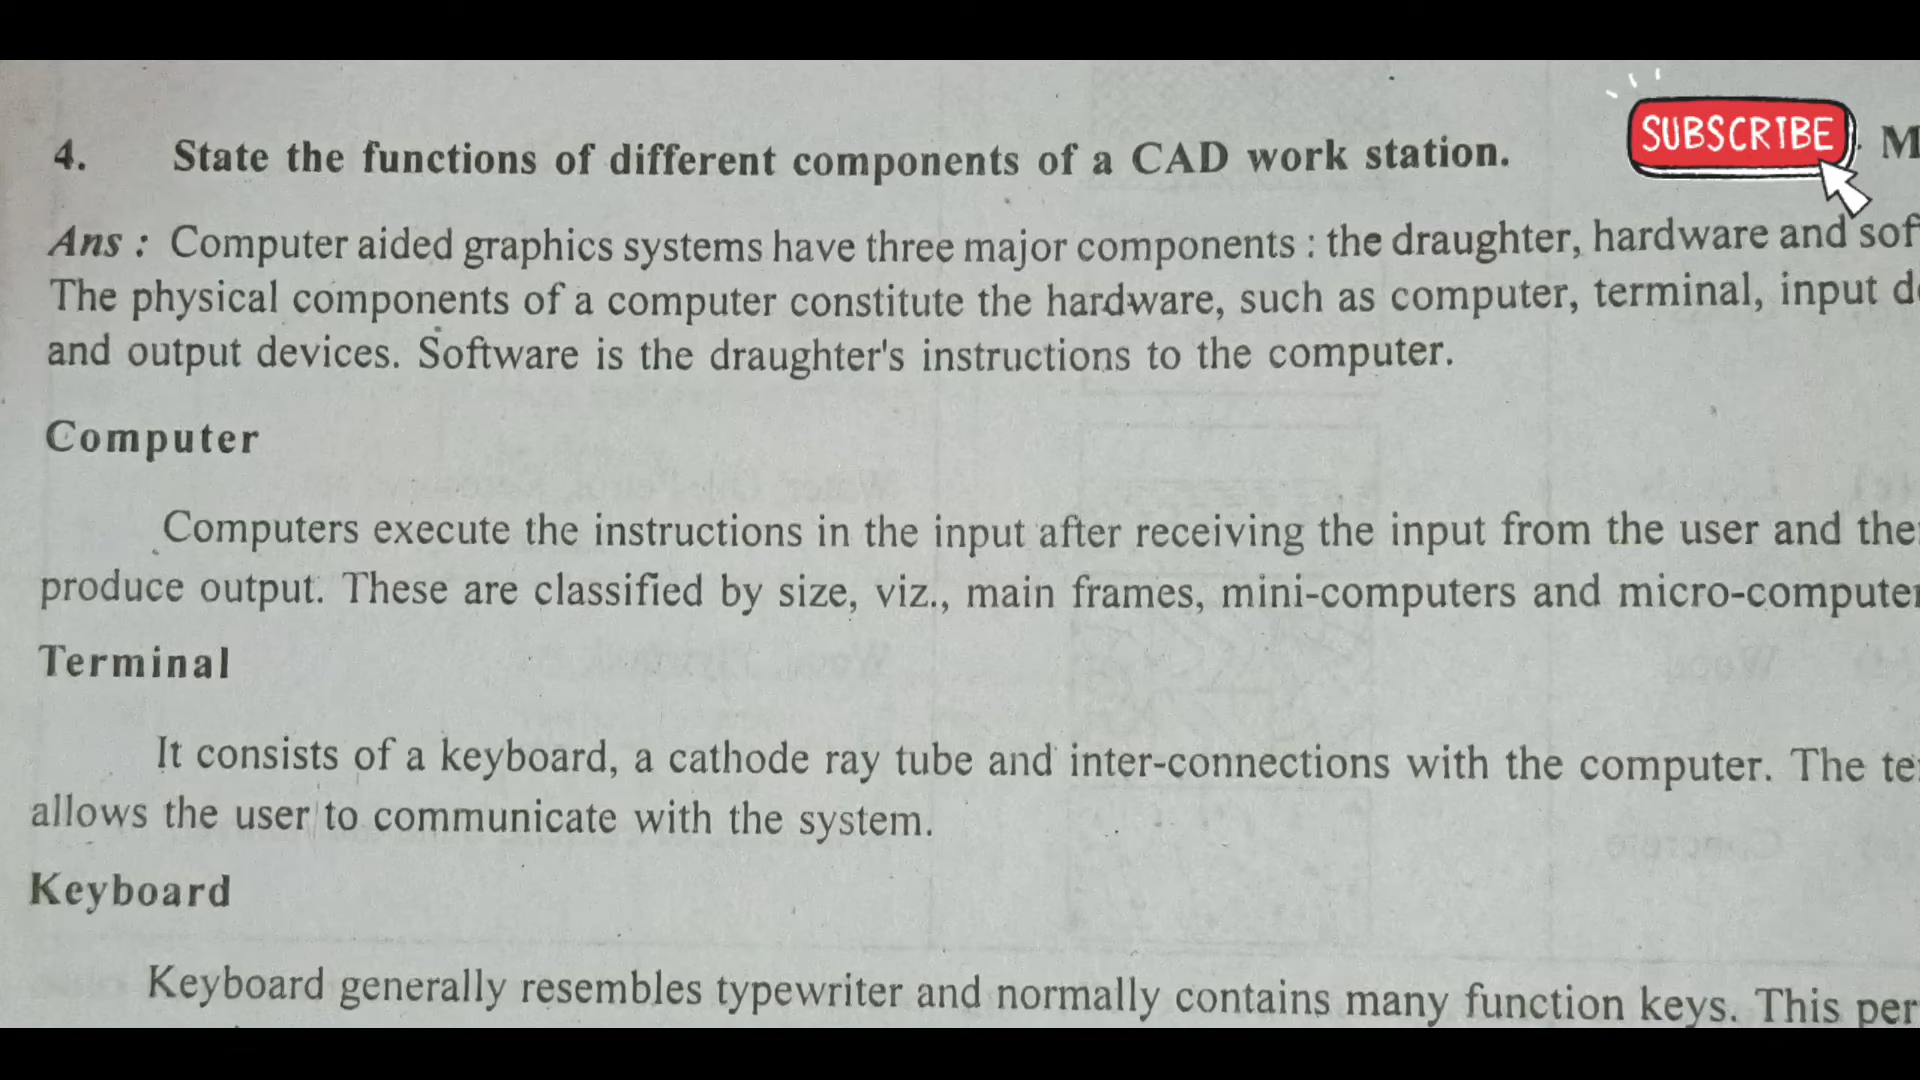 4. State the functions of different components of a CAD work station.
SUBSCRIBE
M
Ans : Computer aided graphics systems have three major components : the draughter, hardware and sof
The physical components of a computer constitute the hardware, such as computer, terminal, input d
and output devices. Software is the draughter's instructions to the computer.
Computer
Computers execute the instructions in the input after receiving the input from the user and the
produce output. These are classified by size, viz., main frames, mini-computers and micro-compute
Terminal
It consists of a keyboard, a cathode ray tube and inter-connections with the computer. The te
allows the user to communicate with the system.
Keyboard
Keyboard generally resembles typewriter and normally contains many function keys. This per